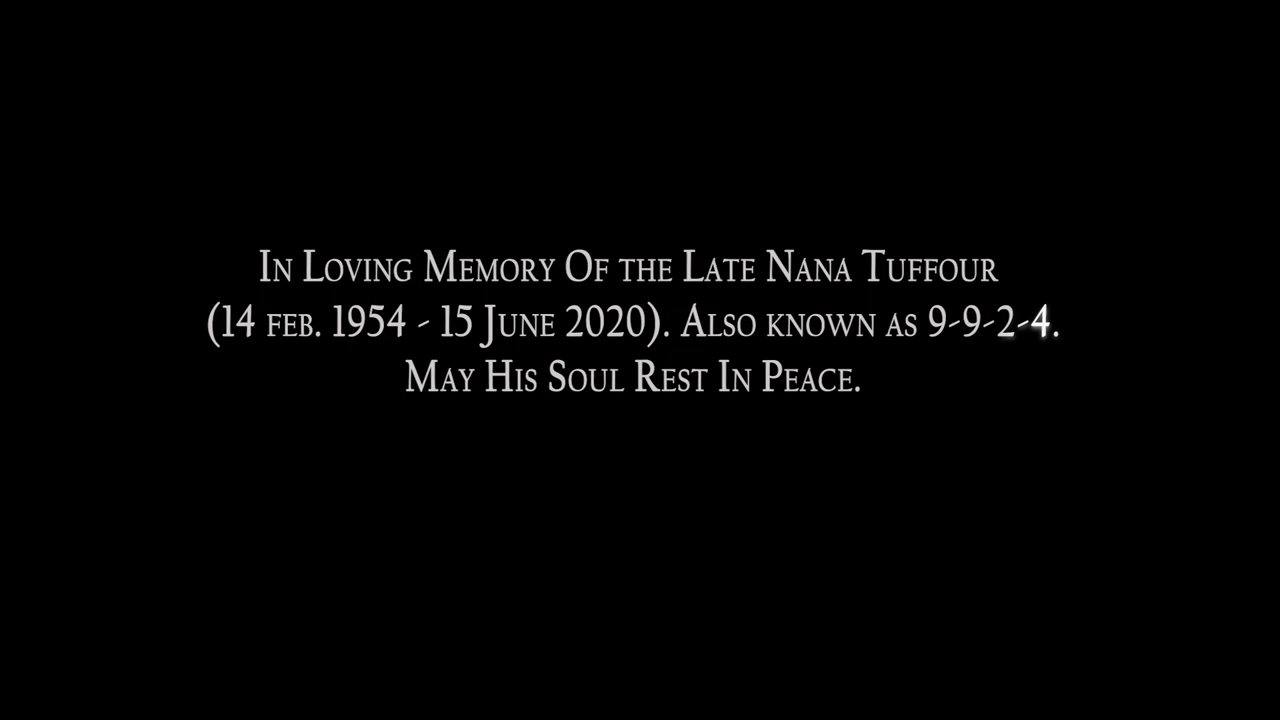 In Loving Memory Of the Late Nana Tuffour
(14 feb. 1954 - 15 June 2020). Also known as 9-9-2-4.
May His Soul Rest In Peace.